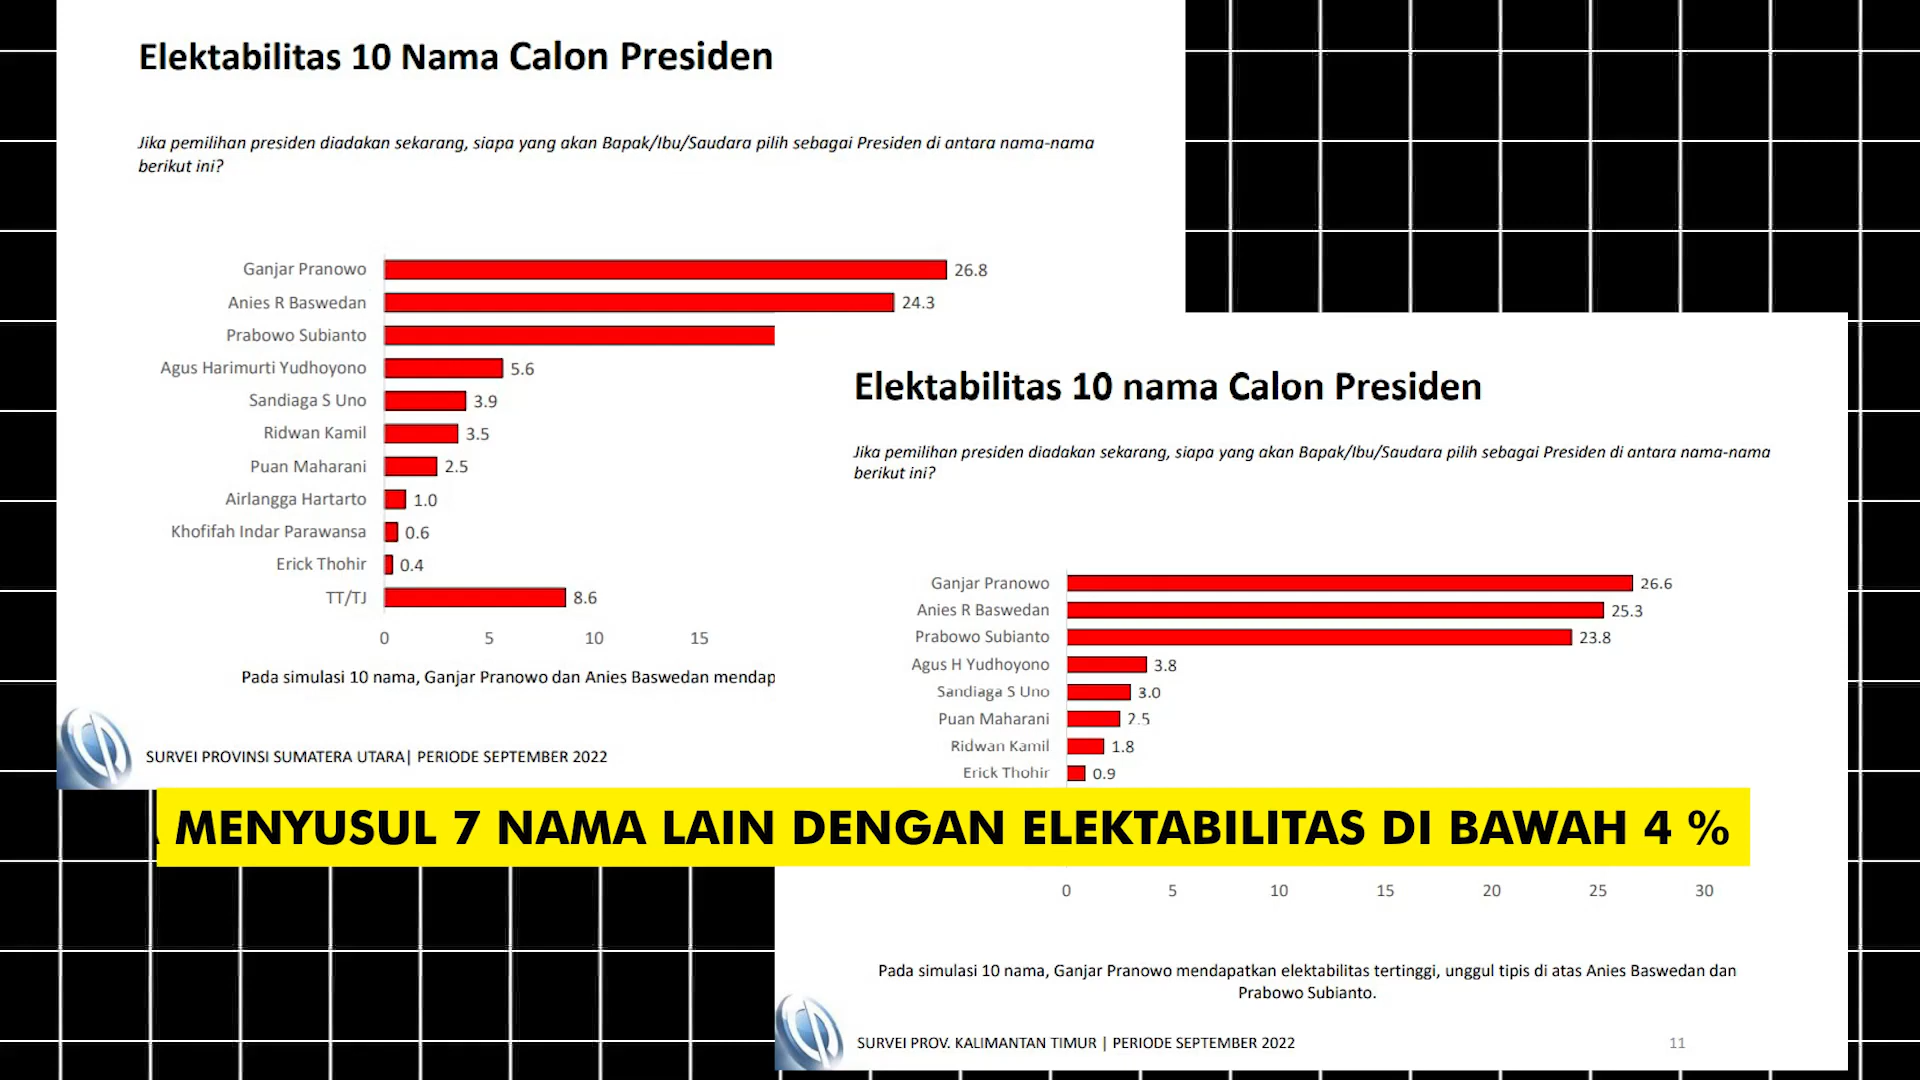 Elektabilitas 10 Nama Calon Presiden
Jika pemilihan presiden diadakan sekarang, siapa yang akan Bapak/Ibu/Saudara pilih sebagai Presiden di antara nama-nama
berikut ini?
Ganjar Pranowo 26.8
Anies R Baswedan 24.3
Prabowo Subianto
Agus Harimurti Yudhoyono 5.6
Sandiaga S Uno 3.9
Ridwan Kamil 3.5
Puan Maharani 2.5
Airlangga Hartarto 1.0
Khofifah Indar Parawansa 0.6
Erick Thohir 0.4
TT/TJ 8.6
0 5 10 15
Pada simulasi 10 nama, Ganjar Pranowo dan Anies Baswedan mendap
SURVEI PROVINSI SUMATERA UTARA| PERIODE SEPTEMBER 2022
Elektabilitas 10 nama Calon Presiden
Jika pemilihan presiden diadakan sekarang, siapa yang akan Bapak/Ibu/Saudara pilih sebagai Presiden di antara nama-nama
berikut ini?
Ganjar Pranowo 26.6
Anies R Baswedan 25.3
Prabowo Subianto 23.8
Agus H Yudhoyono 3.8
Sandiaga S Uno 3.0
Puan Maharani 2.5
Ridwan Kamil 1.8
Erick Thohir 0.9
MENYUSUL 7 NAMA LAIN DENGAN ELEKTABILITAS DI BAWAH 4 %
0 5 10 15 20 25 30
Pada simulasi 10 nama, Ganjar Pranowo mendapatkan elektabilitas tertinggi, unggul tipis di atas Anies Baswedan dan
Prabowo Subianto.
SURVEI PROV. KALIMANTAN TIMUR | PERIODE SEPTEMBER 2022 11